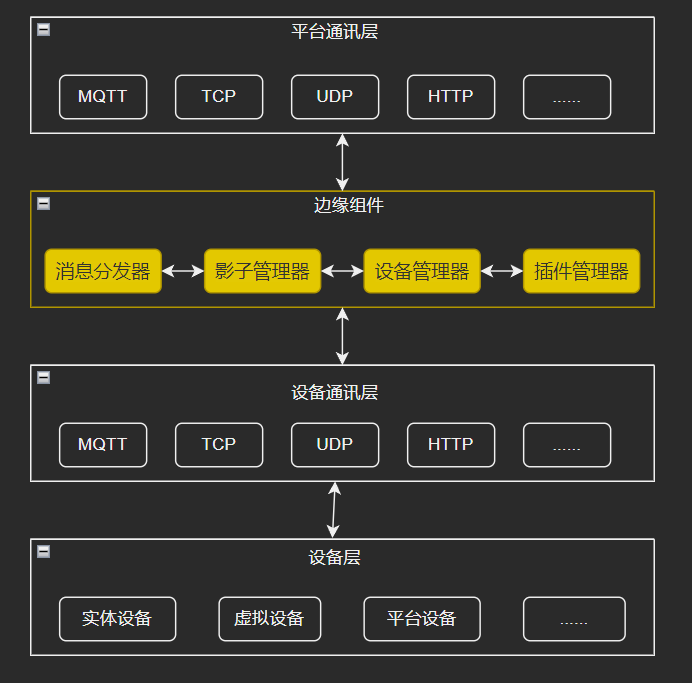 平台通讯层
MQTT TCP UDP HTTP ......
边缘组件
消息分发器 影子管理器 设备管理器 插件管理器
设备通讯层
MQTT TCP UDP HTTP ......
设备层
实体设备 虚拟设备 平台设备 ......